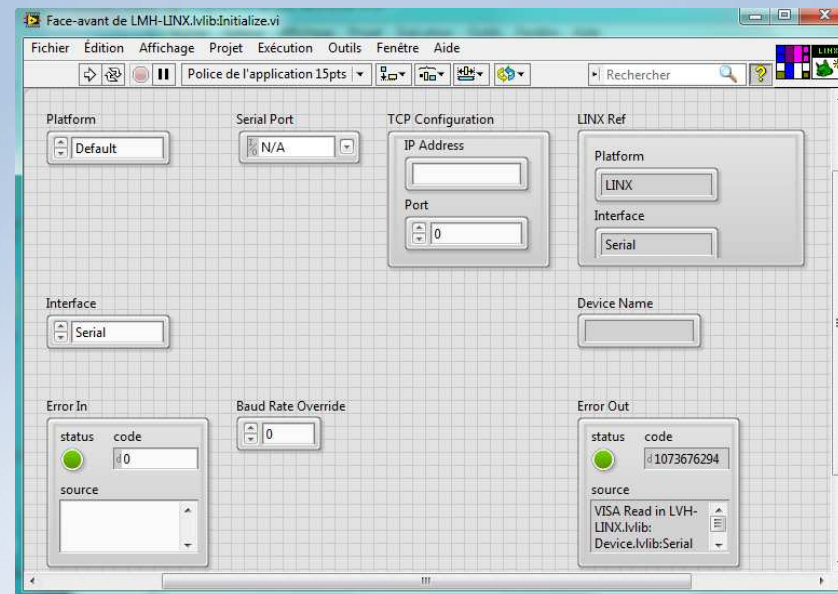 Face-avant de LMH-LINX.lvlib:Initialize.vi
Fichier Édition Affichage Projet Exécution Outils Fenêtre Aide
Police de l'application 15pts Rechercher
LINX
Platform
Default
Serial Port
N/A
TCP Configuration
IP Address
Port
0
LINX Ref
Platform
LINX
Interface
Serial
Interface
Serial
Device Name
Error In
status code
d 0
source
Baud Rate Override
0
Error Out
status code
d 1073676294
source
VISA Read in LVH-
LINX.lvlib:
Device.lvlib:Serial